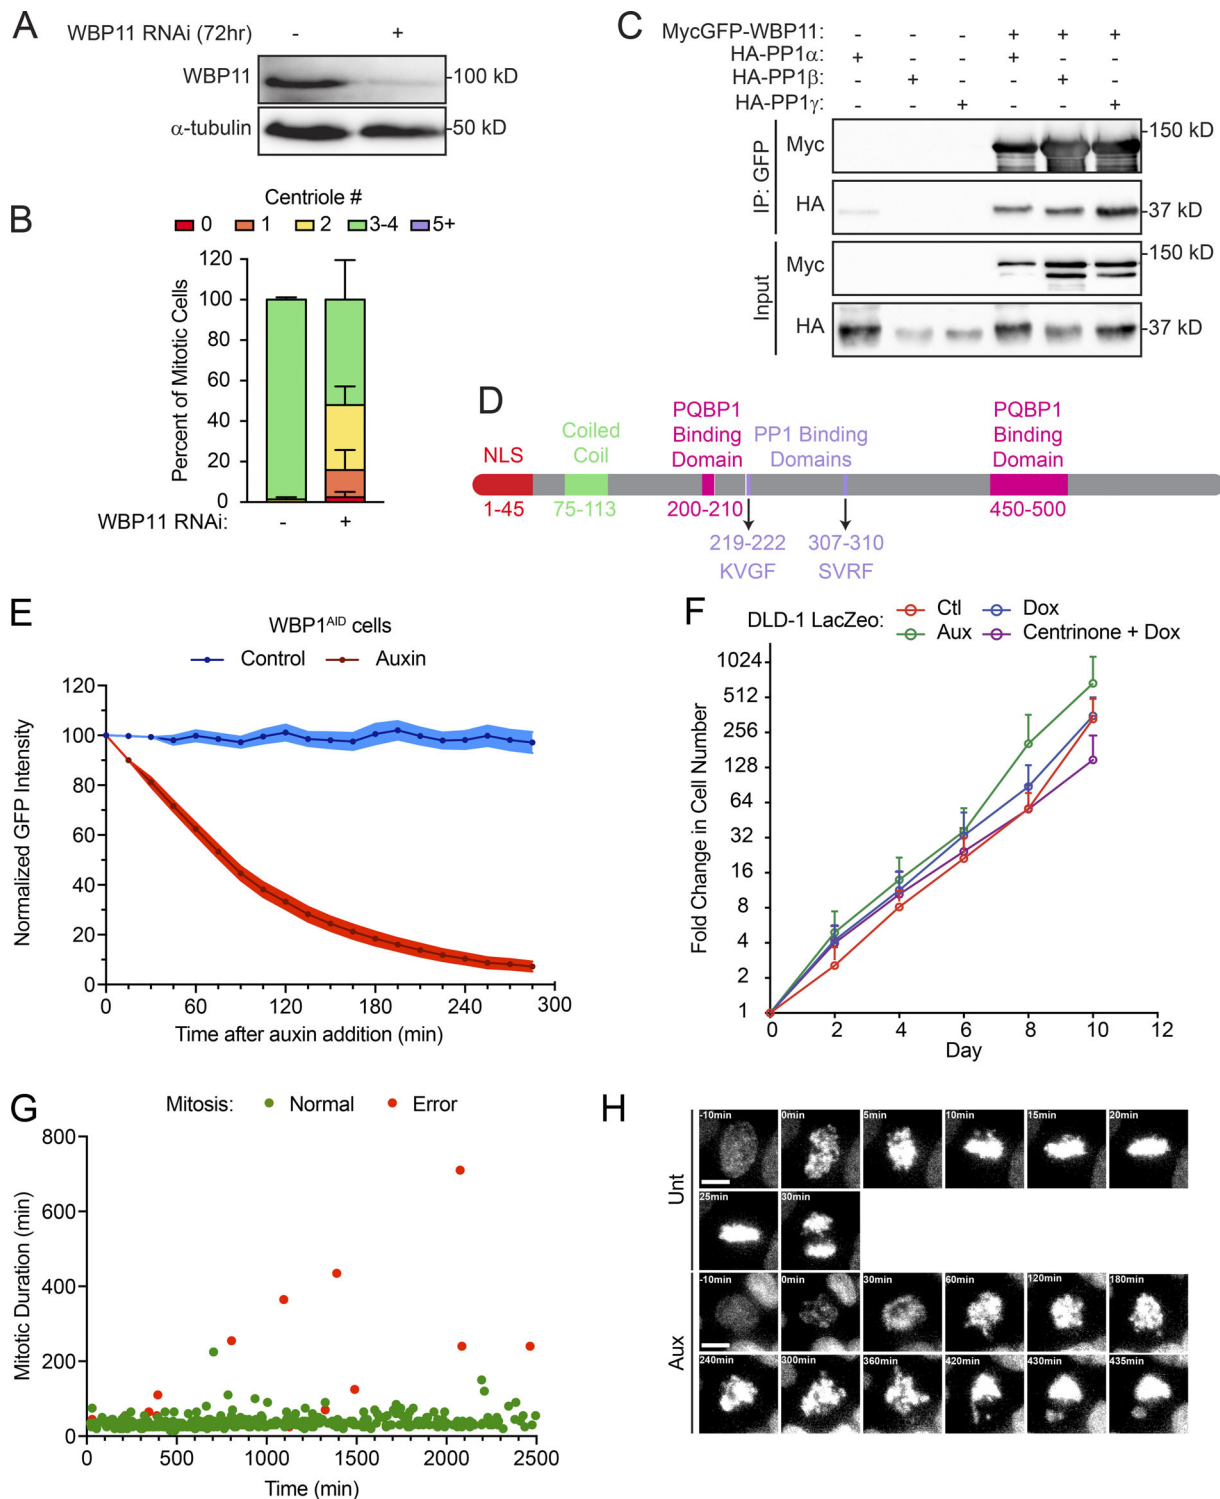 A
WBP11 RNAi (72hr) - +
WBP11
-100 kD
α-tubulin
-50 kD
B
Centriole #
0 1 2 3-4 5+
Percent of Mitotic Cells
120
100
80
60
40
20
0
WBP11 RNAi: - +
C
MycGFP-WBP11: - - - + + +
HA-PP1α: + - - + - -
HA-PP1β: - + - - + -
HA-PP1γ: - - + - - +
IP: GFP
Myc
-150 kD
HA
-37 kD
Input
Myc
-150 kD
HA
-37 kD
D
NLS
Coiled
Coil
PQBP1
Binding
Domain
PP1 Binding
Domains
PQBP1
Binding
Domain
1-45
75-113
200-210
450-500
219-222
KVGF
307-310
SVRF
E
WBP1AID cells
Control Auxin
Normalized GFP Intensity
120
100
80
60
40
20
0
0 60 120 180 240 300
Time after auxin addition (min)
F
DLD-1 LacZeo:
Ctl Dox
Aux Centrinone + Dox
Fold Change in Cell Number
1024
512
256
128
64
32
16
8
4
2
1
0 2 4 6 8 10 12
Day
G
Mitosis: Normal Error
Mitotic Duration (min)
800
600
400
200
0
0 500 1000 1500 2000 2500
Time (min)
H
Unt
-10min 0min 5min 10min 15min 20min
25min 30min
Aux
-10min 0min 30min 60min 120min 180min
240min 300min 360min 420min 430min 435min